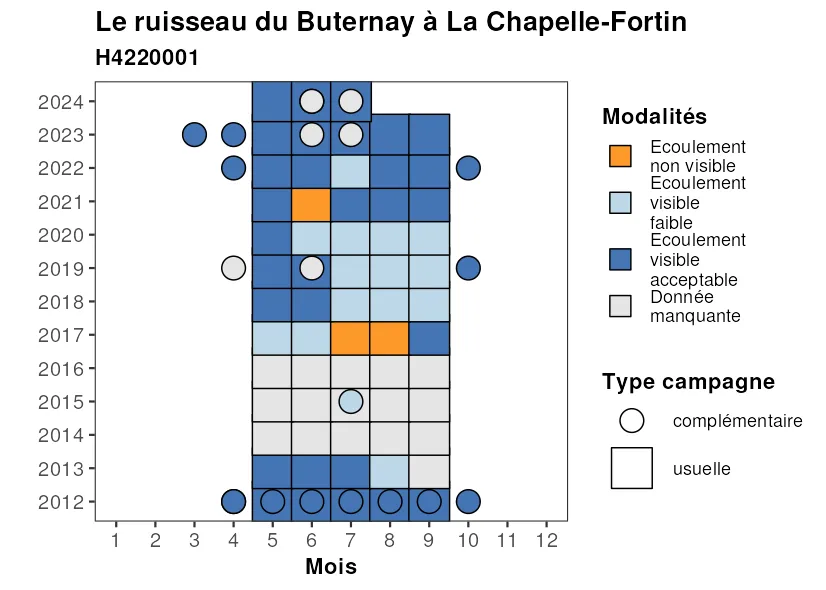 Le ruisseau du Buternay à La Chapelle-Fortin
H4220001
2024
2023
2022
2021
2020
2019
2018
2017
2016
2015
2014
2013
2012
1 2 3 4 5 6 7 8 9 10 11 12
Mois
Modalités
Ecoulement
non visible
Ecoulement
visible
faible
Ecoulement
visible
acceptable
Donnée
manquante
Type campagne
complémentaire
usuelle